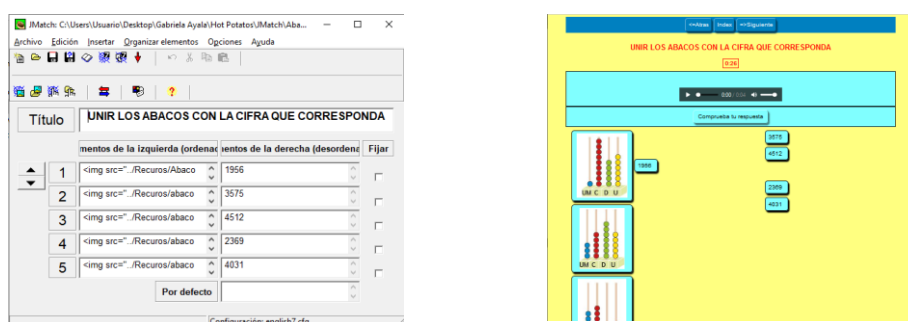 JMatch: C:\Users\Usuario\Desktop\Gabriela Ayala\Hot Potatos\JMatch\Aba...
Archivo Edición Insertar Organizar elementos Opciones Ayuda
Título UNIR LOS ABACOS CON LA CIFRA QUE CORRESPONDA
mentos de la izquierda (ordenac ientos de la derecha (desordena Fijar
1 <img src="../Recuros/Abaco 1956
2 <img src="../Recuros/abaco 3575
3 <img src="../Recuros/abaco 4512
4 <img src="../Recuros/abaco 2369
5 <img src="../Recuros/abaco 4031
Por defecto
Configuración: english7.cfg
<=Atras Index =>Siguiente
UNIR LOS ABACOS CON LA CIFRA QUE CORRESPONDA
0:26
0:00 / 0:04
Comprueba tu respuesta
UM C D U
1956
3575
4512
2369
4031
UM C D U